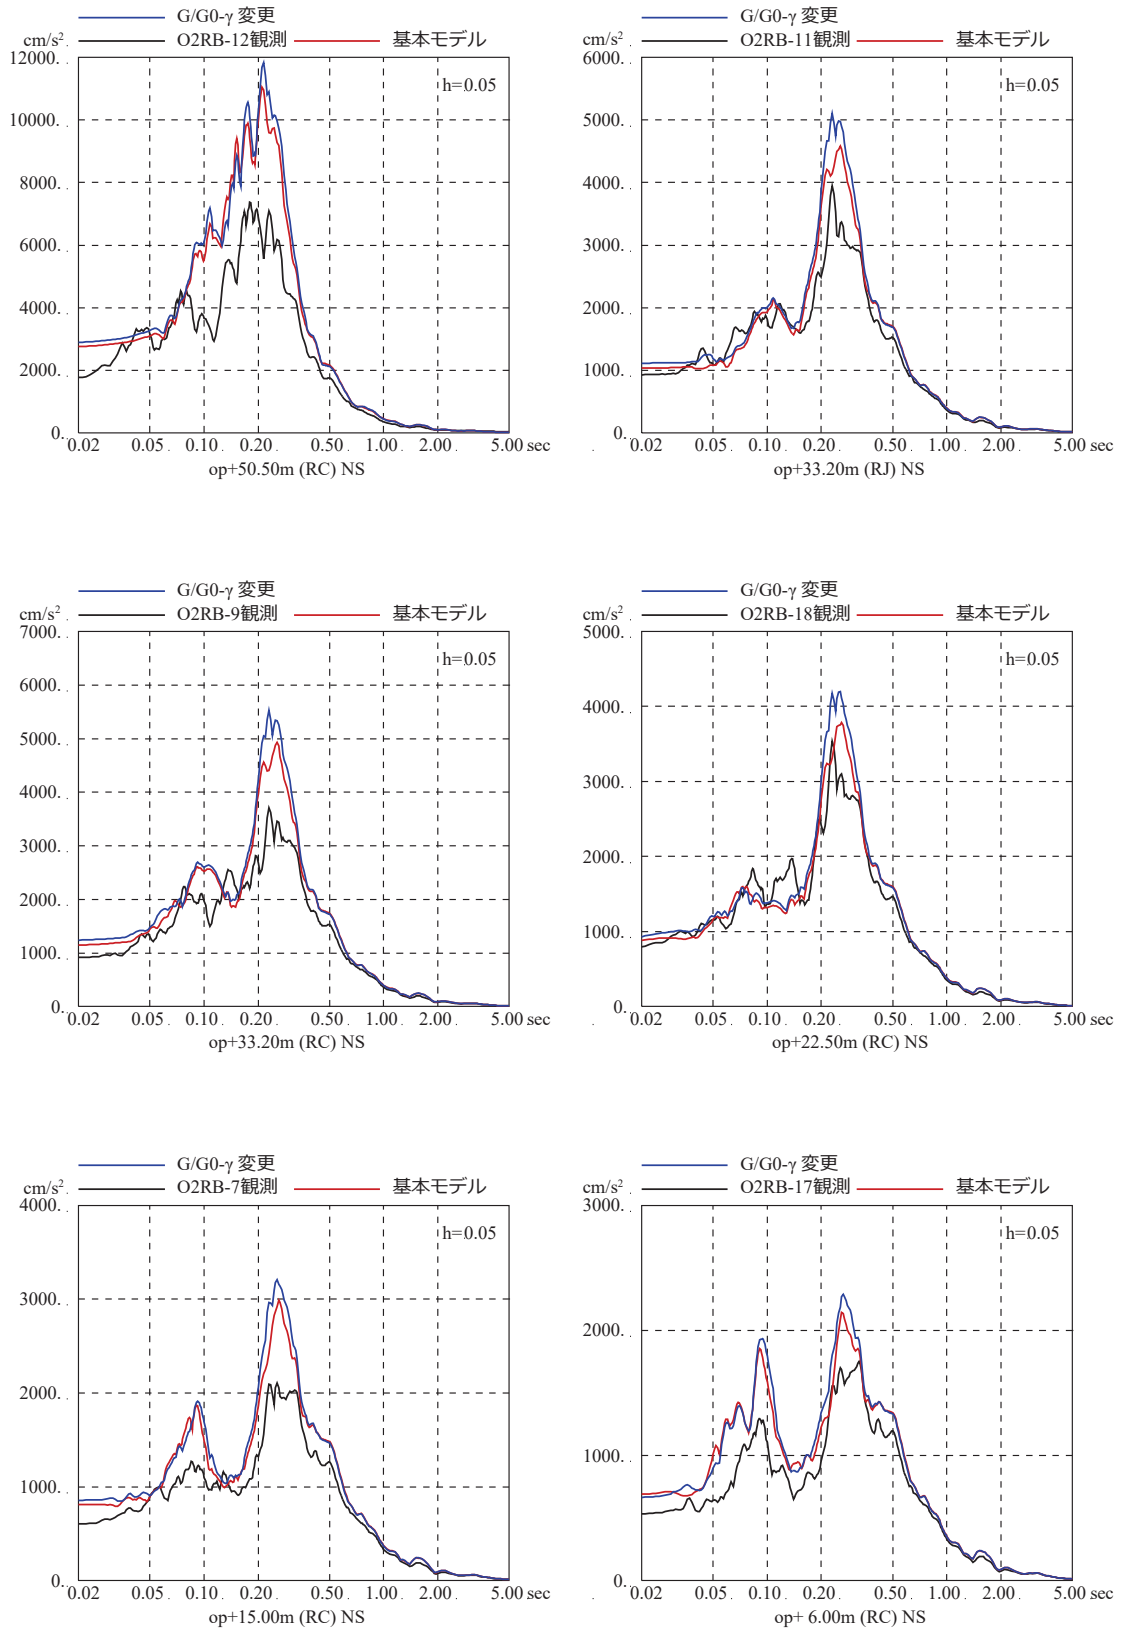 G/G0-γ 変更
cm/s²
O2RB-12観測
基本モデル
12000.
h=0.05
10000.
8000.
6000.
4000.
2000.
0.
0.02 0.05 0.10 0.20 0.50 1.00 2.00 5.00 sec
op+50.50m (RC) NS
G/G0-γ 変更
cm/s²
O2RB-11観測
基本モデル
6000.
h=0.05
5000.
4000.
3000.
2000.
1000.
0.
0.02 0.05 0.10 0.20 0.50 1.00 2.00 5.00 sec
op+33.20m (RJ) NS
G/G0-γ 変更
cm/s²
O2RB-9観測
基本モデル
7000.
h=0.05
6000.
5000.
4000.
3000.
2000.
1000.
0.
0.02 0.05 0.10 0.20 0.50 1.00 2.00 5.00 sec
op+33.20m (RC) NS
G/G0-γ 変更
cm/s²
O2RB-18観測
基本モデル
5000.
h=0.05
4000.
3000.
2000.
1000.
0.
0.02 0.05 0.10 0.20 0.50 1.00 2.00 5.00 sec
op+22.50m (RC) NS
G/G0-γ 変更
cm/s²
O2RB-7観測
基本モデル
4000.
h=0.05
3000.
2000.
1000.
0.
0.02 0.05 0.10 0.20 0.50 1.00 2.00 5.00 sec
op+15.00m (RC) NS
G/G0-γ 変更
cm/s²
O2RB-17観測
基本モデル
3000.
h=0.05
2000.
1000.
0.
0.02 0.05 0.10 0.20 0.50 1.00 2.00 5.00 sec
op+ 6.00m (RC) NS